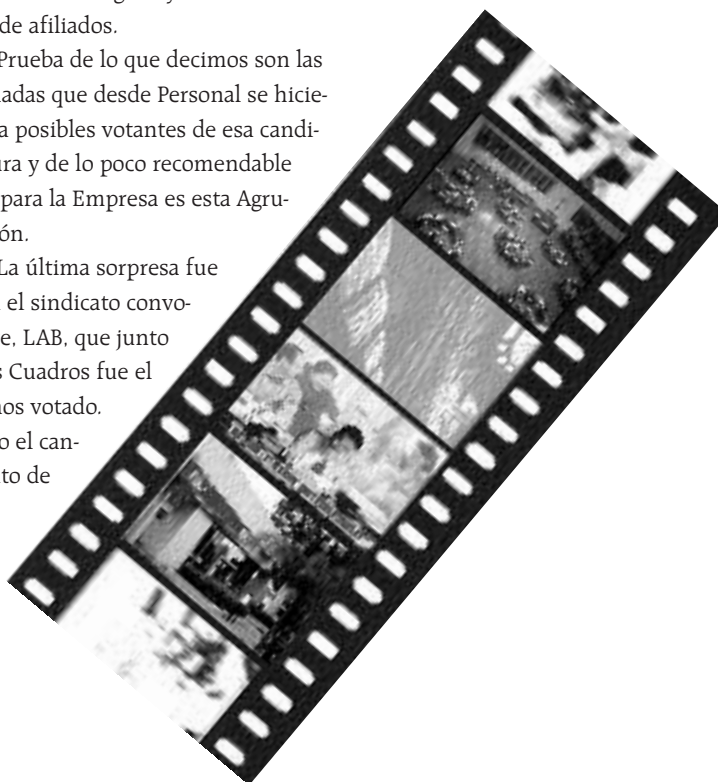 de afiliados.
Prueba de lo que decimos son las
adas que desde Personal se hicie-
a posibles votantes de esa candi-
ura y de lo poco recomendable
para la Empresa es esta Agru-
ón.
La última sorpresa fue
el sindicato convo-
e, LAB, que junto
s Cuadros fue el
nos votado.
o el can-
to de